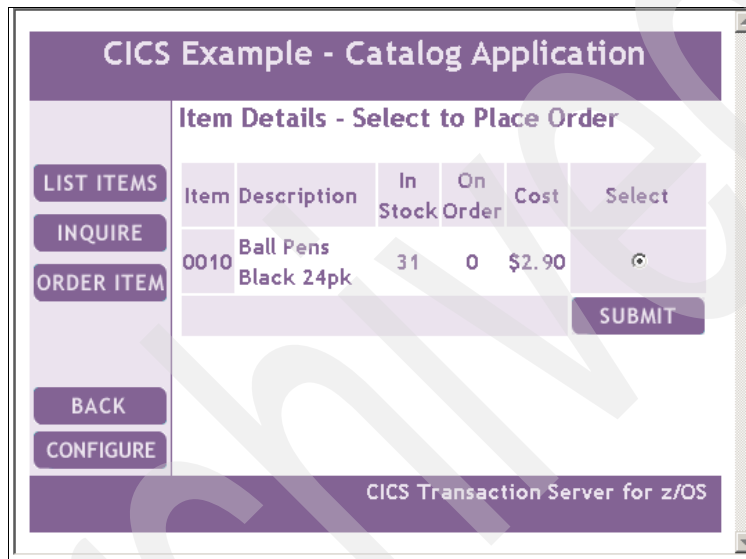 CICS Example - Catalog Application
Item Details - Select to Place Order
LIST ITEMS
INQUIRE
ORDER ITEM
BACK
CONFIGURE
Item Description In Stock On Order Cost Select
0010 Ball Pens Black 24pk 31 0 $2.90
SUBMIT
CICS Transaction Server for z/OS